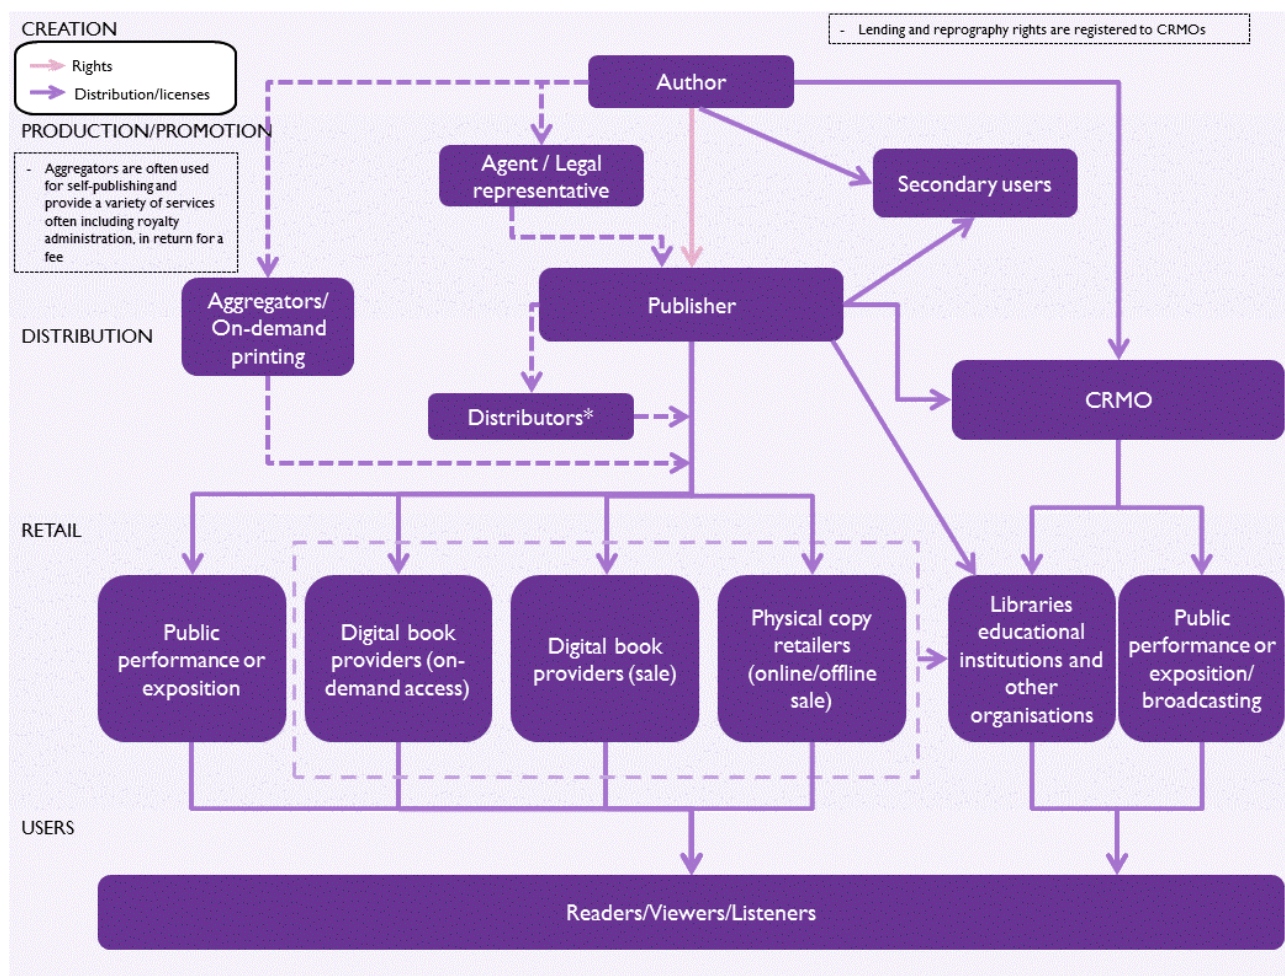 CREATION
- Lending and reprography rights are registered to CRMOs
Rights
Distribution/licenses
Author
PRODUCTION/PROMOTION
- Aggregators are often used
for self-publishing and
provide a variety of services
often including royalty
administration, in return for a
fee
Agent / Legal
representative
Secondary users
Aggregators/
On-demand
printing
Publisher
DISTRIBUTION
Distributors*
CRMO
RETAIL
Public
performance or
exposition
Digital book
providers (on-
demand access)
Digital book
providers (sale)
Physical copy
retailers
(online/offline
sale)
Libraries
educational
institutions and
other
organisations
Public
performance or
exposition/
broadcasting
USERS
Readers/Viewers/Listeners